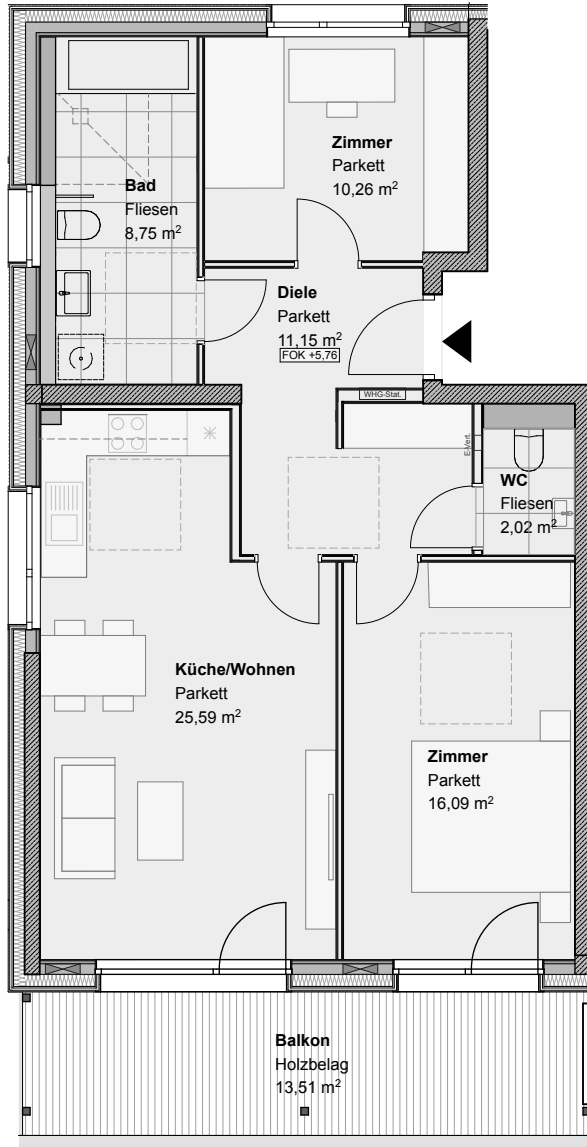 Zimmer
Parkett
10,26 m²
Bad
Fliesen
8,75 m²
Diele
Parkett
11,15 m²
FOK +5,76
WHG-Stat.
E-Vert.
WC
Fliesen
2,02 m²
Küche/Wohnen
Parkett
25,59 m²
Zimmer
Parkett
16,09 m²
Balkon
Holzbelag
13,51 m²